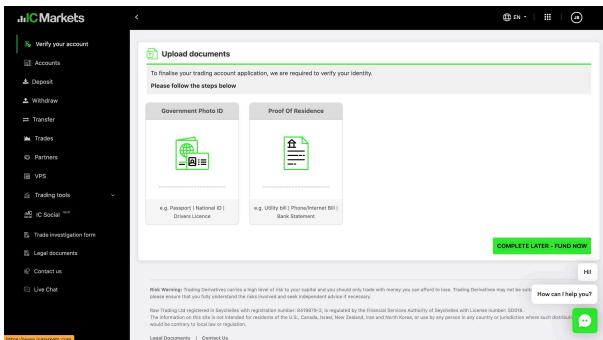 IC Markets
EN
JB
Verify your account
Accounts
Deposit
Withdraw
Transfer
Trades
Partners
VPS
Trading tools
IC Social NEW
Trade investigation form
Legal documents
Contact us
Live Chat
Upload documents
To finalise your trading account application, we are required to verify your identity.
Please follow the steps below
Government Photo ID
e.g. Passport | National ID |
Drivers Licence
Proof Of Residence
e.g. Utility bill | Phone/Internet Bill |
Bank Statement
COMPLETE LATER - FUND NOW
Risk Warning: Trading Derivatives carries a high level of risk to your capital and you should only trade with money you can afford to lose. Trading Derivatives may not be
please ensure that you fully understand the risks involved and seek independent advice if necessary.
Raw Trading Ltd registered in Seychelles with registration number: 8419879-2, is regulated by the Financial Services Authority of Seychelles with License number: SD018.
The information on this site is not intended for residents of the U.S., Canada, Israel, New Zealand, Iran and North Korea, or use by any person in any country or jurisdiction where such
would be contrary to local law or regulation.
Legal Documents | Contact Us
Hi!
How can I help you?